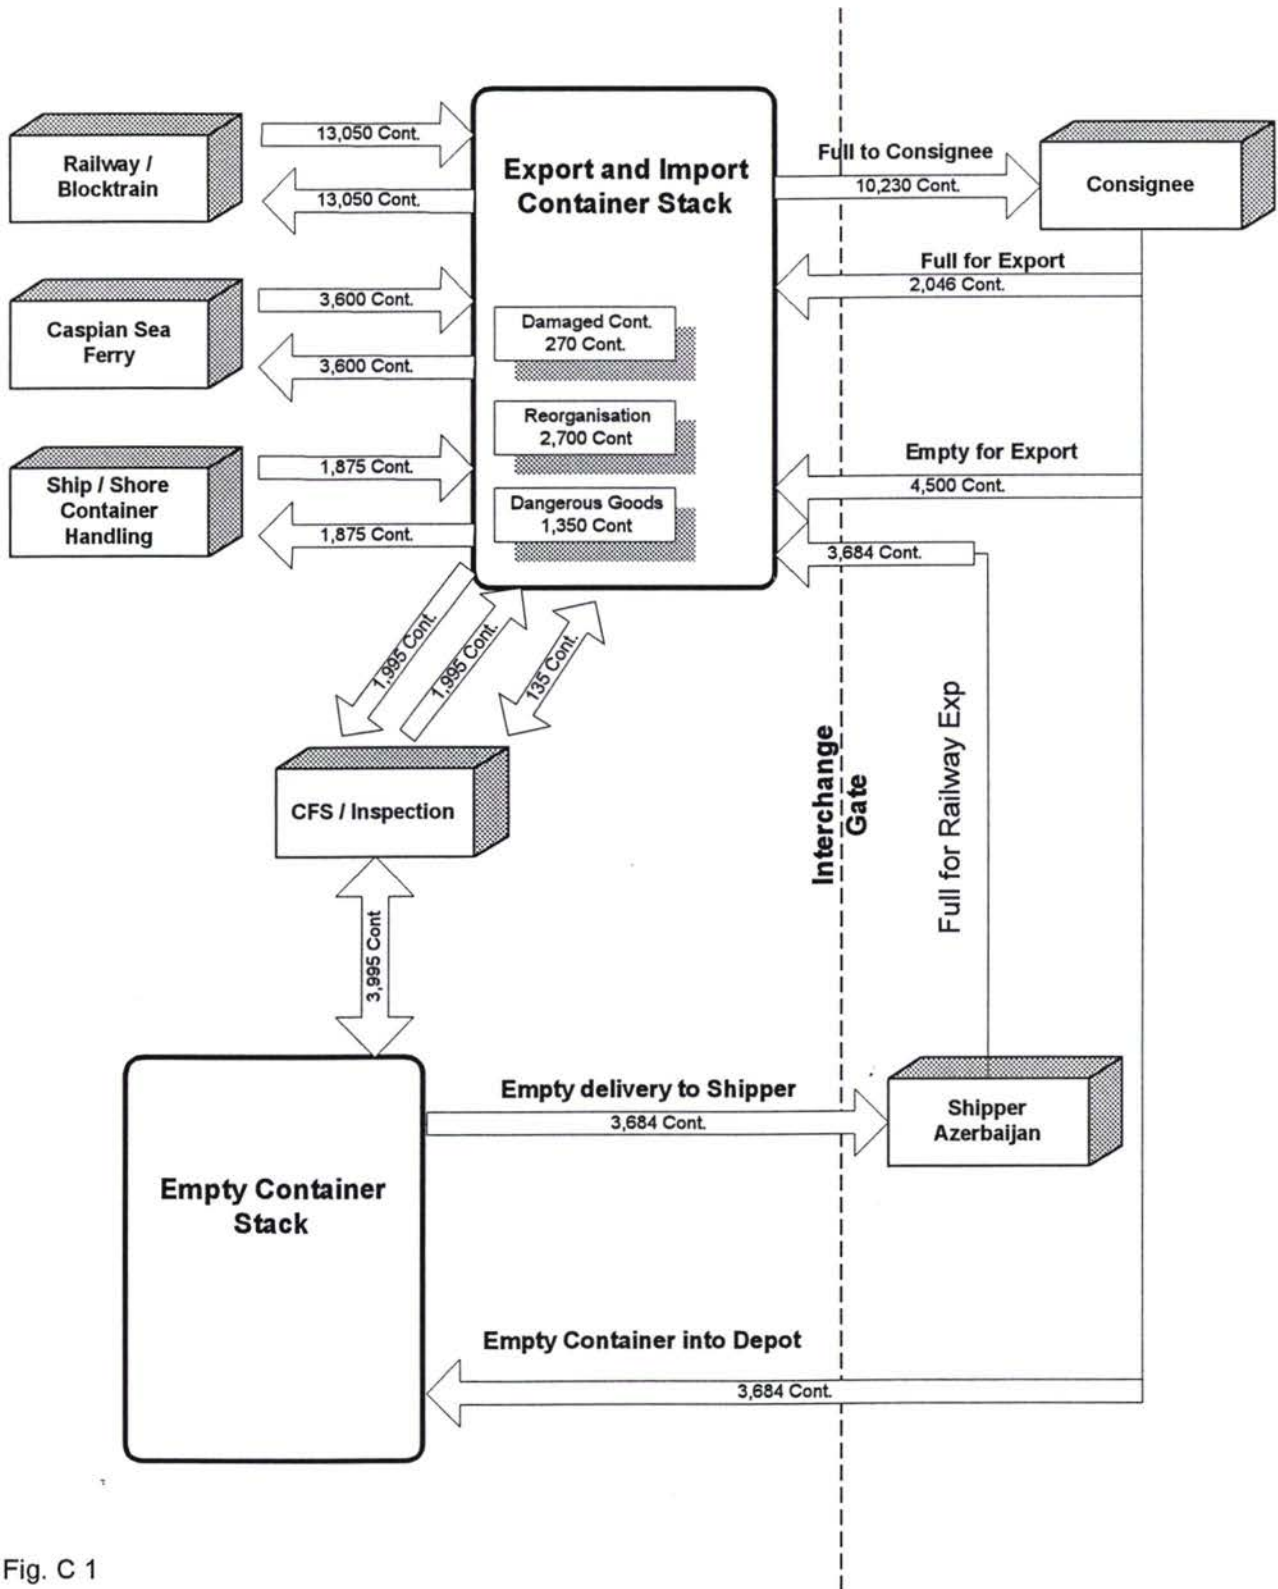 Railway /
Blocktrain
13,050 Cont.
13,050 Cont.
Export and Import
Container Stack
Full to Consignee
10,230 Cont.
Consignee
Full for Export
2,046 Cont.
Caspian Sea
Ferry
3,600 Cont.
3,600 Cont.
Damaged Cont.
270 Cont.
Reorganisation
2,700 Cont
Dangerous Goods
1,350 Cont
Empty for Export
4,500 Cont.
3,684 Cont.
Ship / Shore
Container
Handling
1,875 Cont.
1,875 Cont.
1,995 Cont.
1,995 Cont.
135 Cont.
CFS / Inspection
Interchange
Gate
Full for Railway Exp
3,995 Cont
Empty Container
Stack
Empty delivery to Shipper
3,684 Cont.
Shipper
Azerbaijan
Empty Container into Depot
3,684 Cont.
Fig. C 1